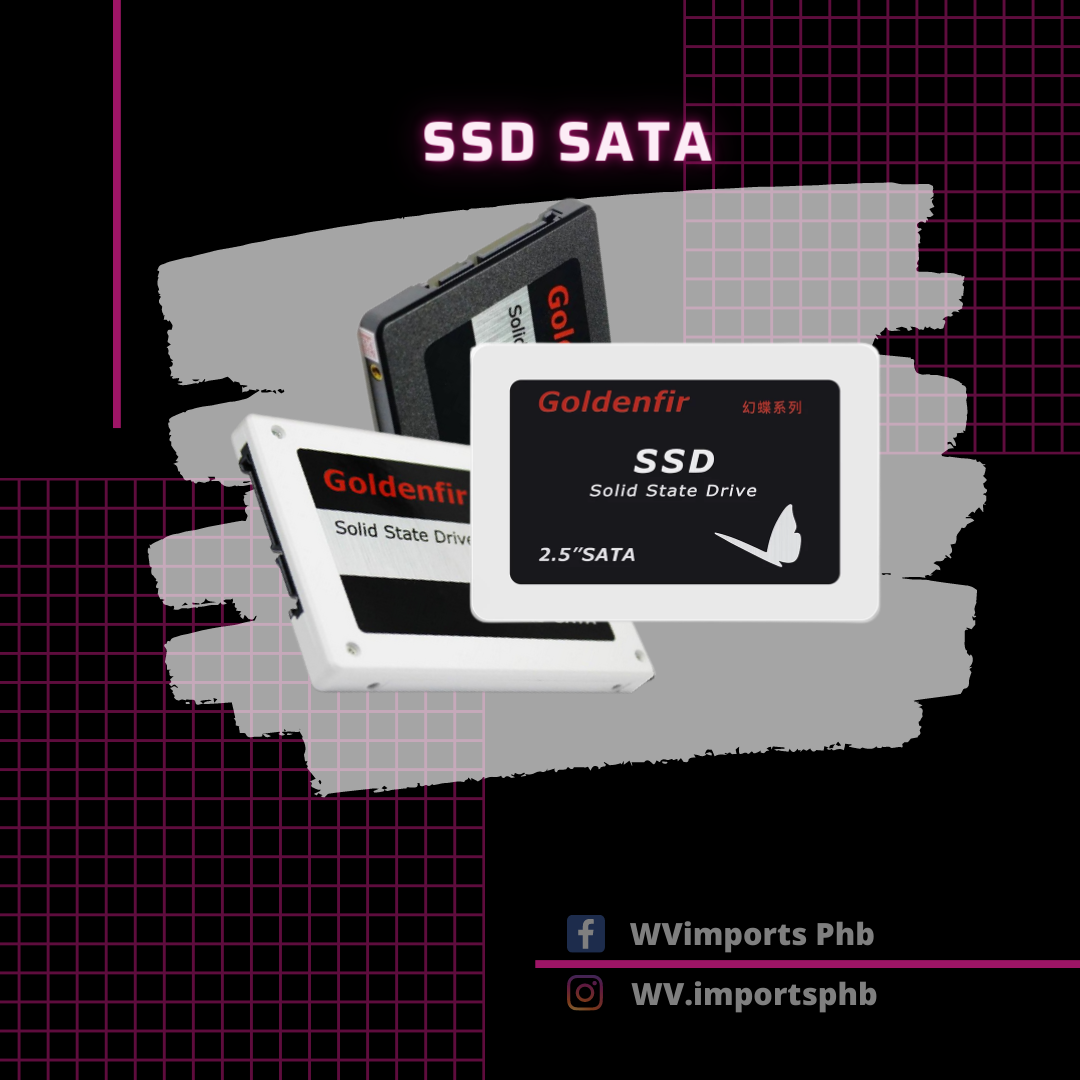 SSD SATA
Goldenfir
幻蝶系列
SSD
Solid State Drive
2.5"SATA
Goldenfir
Solid State Drive
WVimports Phb
WV.importsphb